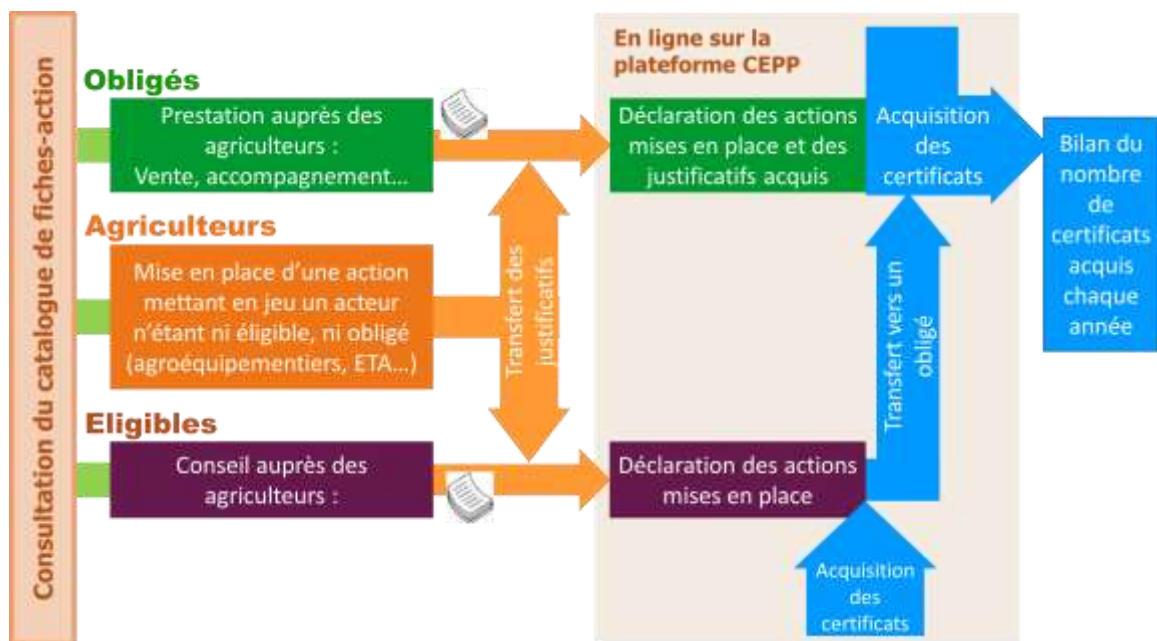 Consultation du catalogue de fiches-action
Obligés
Prestation auprès des
agriculteurs :
Vente, accompagnement...
Agriculteurs
Mise en place d'une action
mettant en jeu un acteur
n'étant ni éligible, ni obligé
(agroéquipementiers, ETA...)
Eligibles
Conseil auprès des
agriculteurs :
Transfert des
justificatifs
En ligne sur la
plateforme CEPP
Déclaration des actions
mises en place et des
justificatifs acquis
Acquisition
des
certificats
Déclaration des actions
mises en place
Transfert vers un
obligé
Acquisition
des
certificats
Bilan du
nombre
de
certificats
acquis
chaque
année